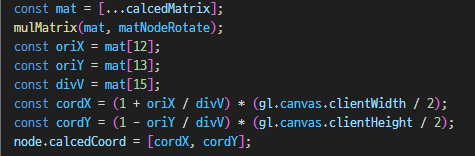 const mat = [...calcedMatrix];
mulMatrix(mat, matNodeRotate);
const oriX = mat[12];
const oriY = mat[13];
const divV = mat[15];
const cordX = (1 + oriX / divV) * (gl.canvas.clientWidth / 2);
const cordY = (1 - oriY / divV) * (gl.canvas.clientHeight / 2);
node.calcedCoord = [cordX, cordY];